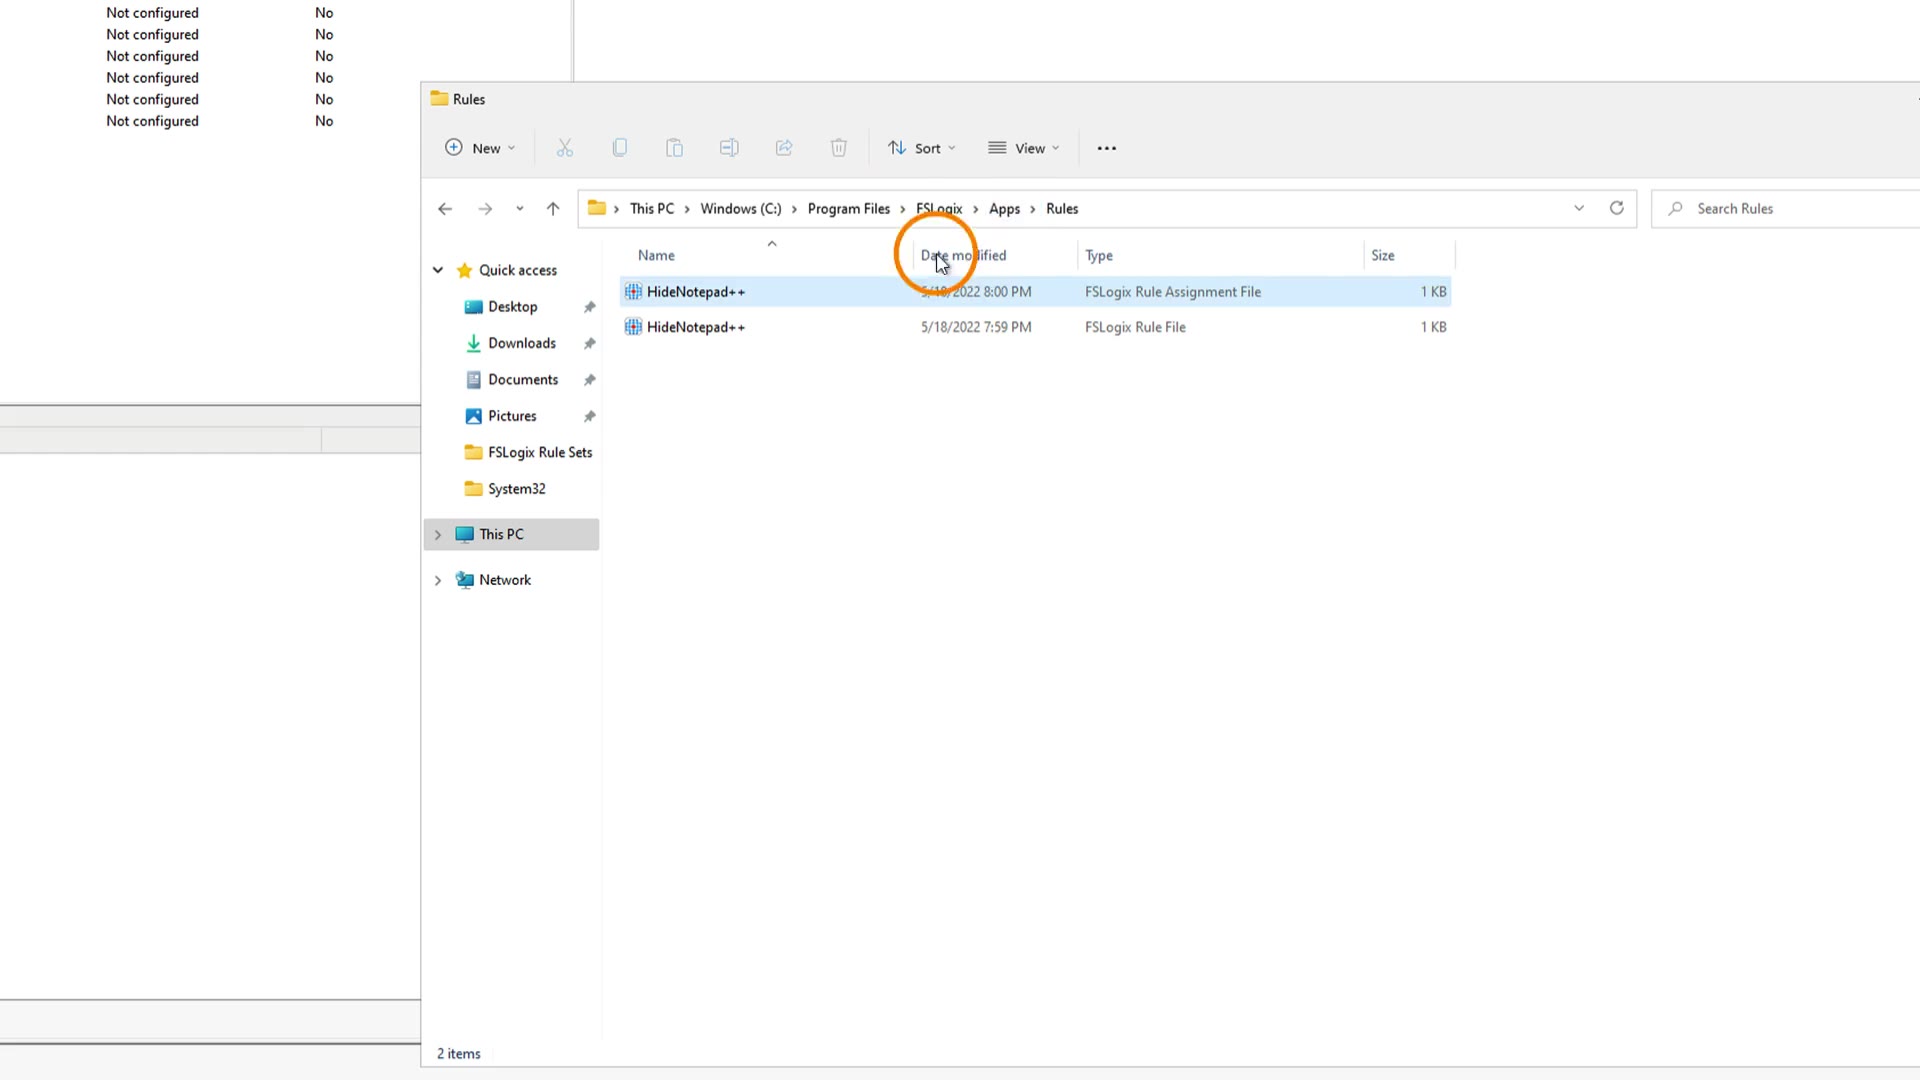 Not configured No
Not configured No
Not configured No
Not configured No
Not configured No
Not configured No
Rules
New
Sort
View
This PC > Windows (C:) > Program Files > FSLogix > Apps > Rules
Search Rules
Name Date modified Type Size
HideNotepad++ 5/18/2022 8:00 PM FSLogix Rule Assignment File 1 KB
HideNotepad++ 5/18/2022 7:59 PM FSLogix Rule File 1 KB
Quick access
Desktop
Downloads
Documents
Pictures
FSLogix Rule Sets
System32
This PC
Network
2 items